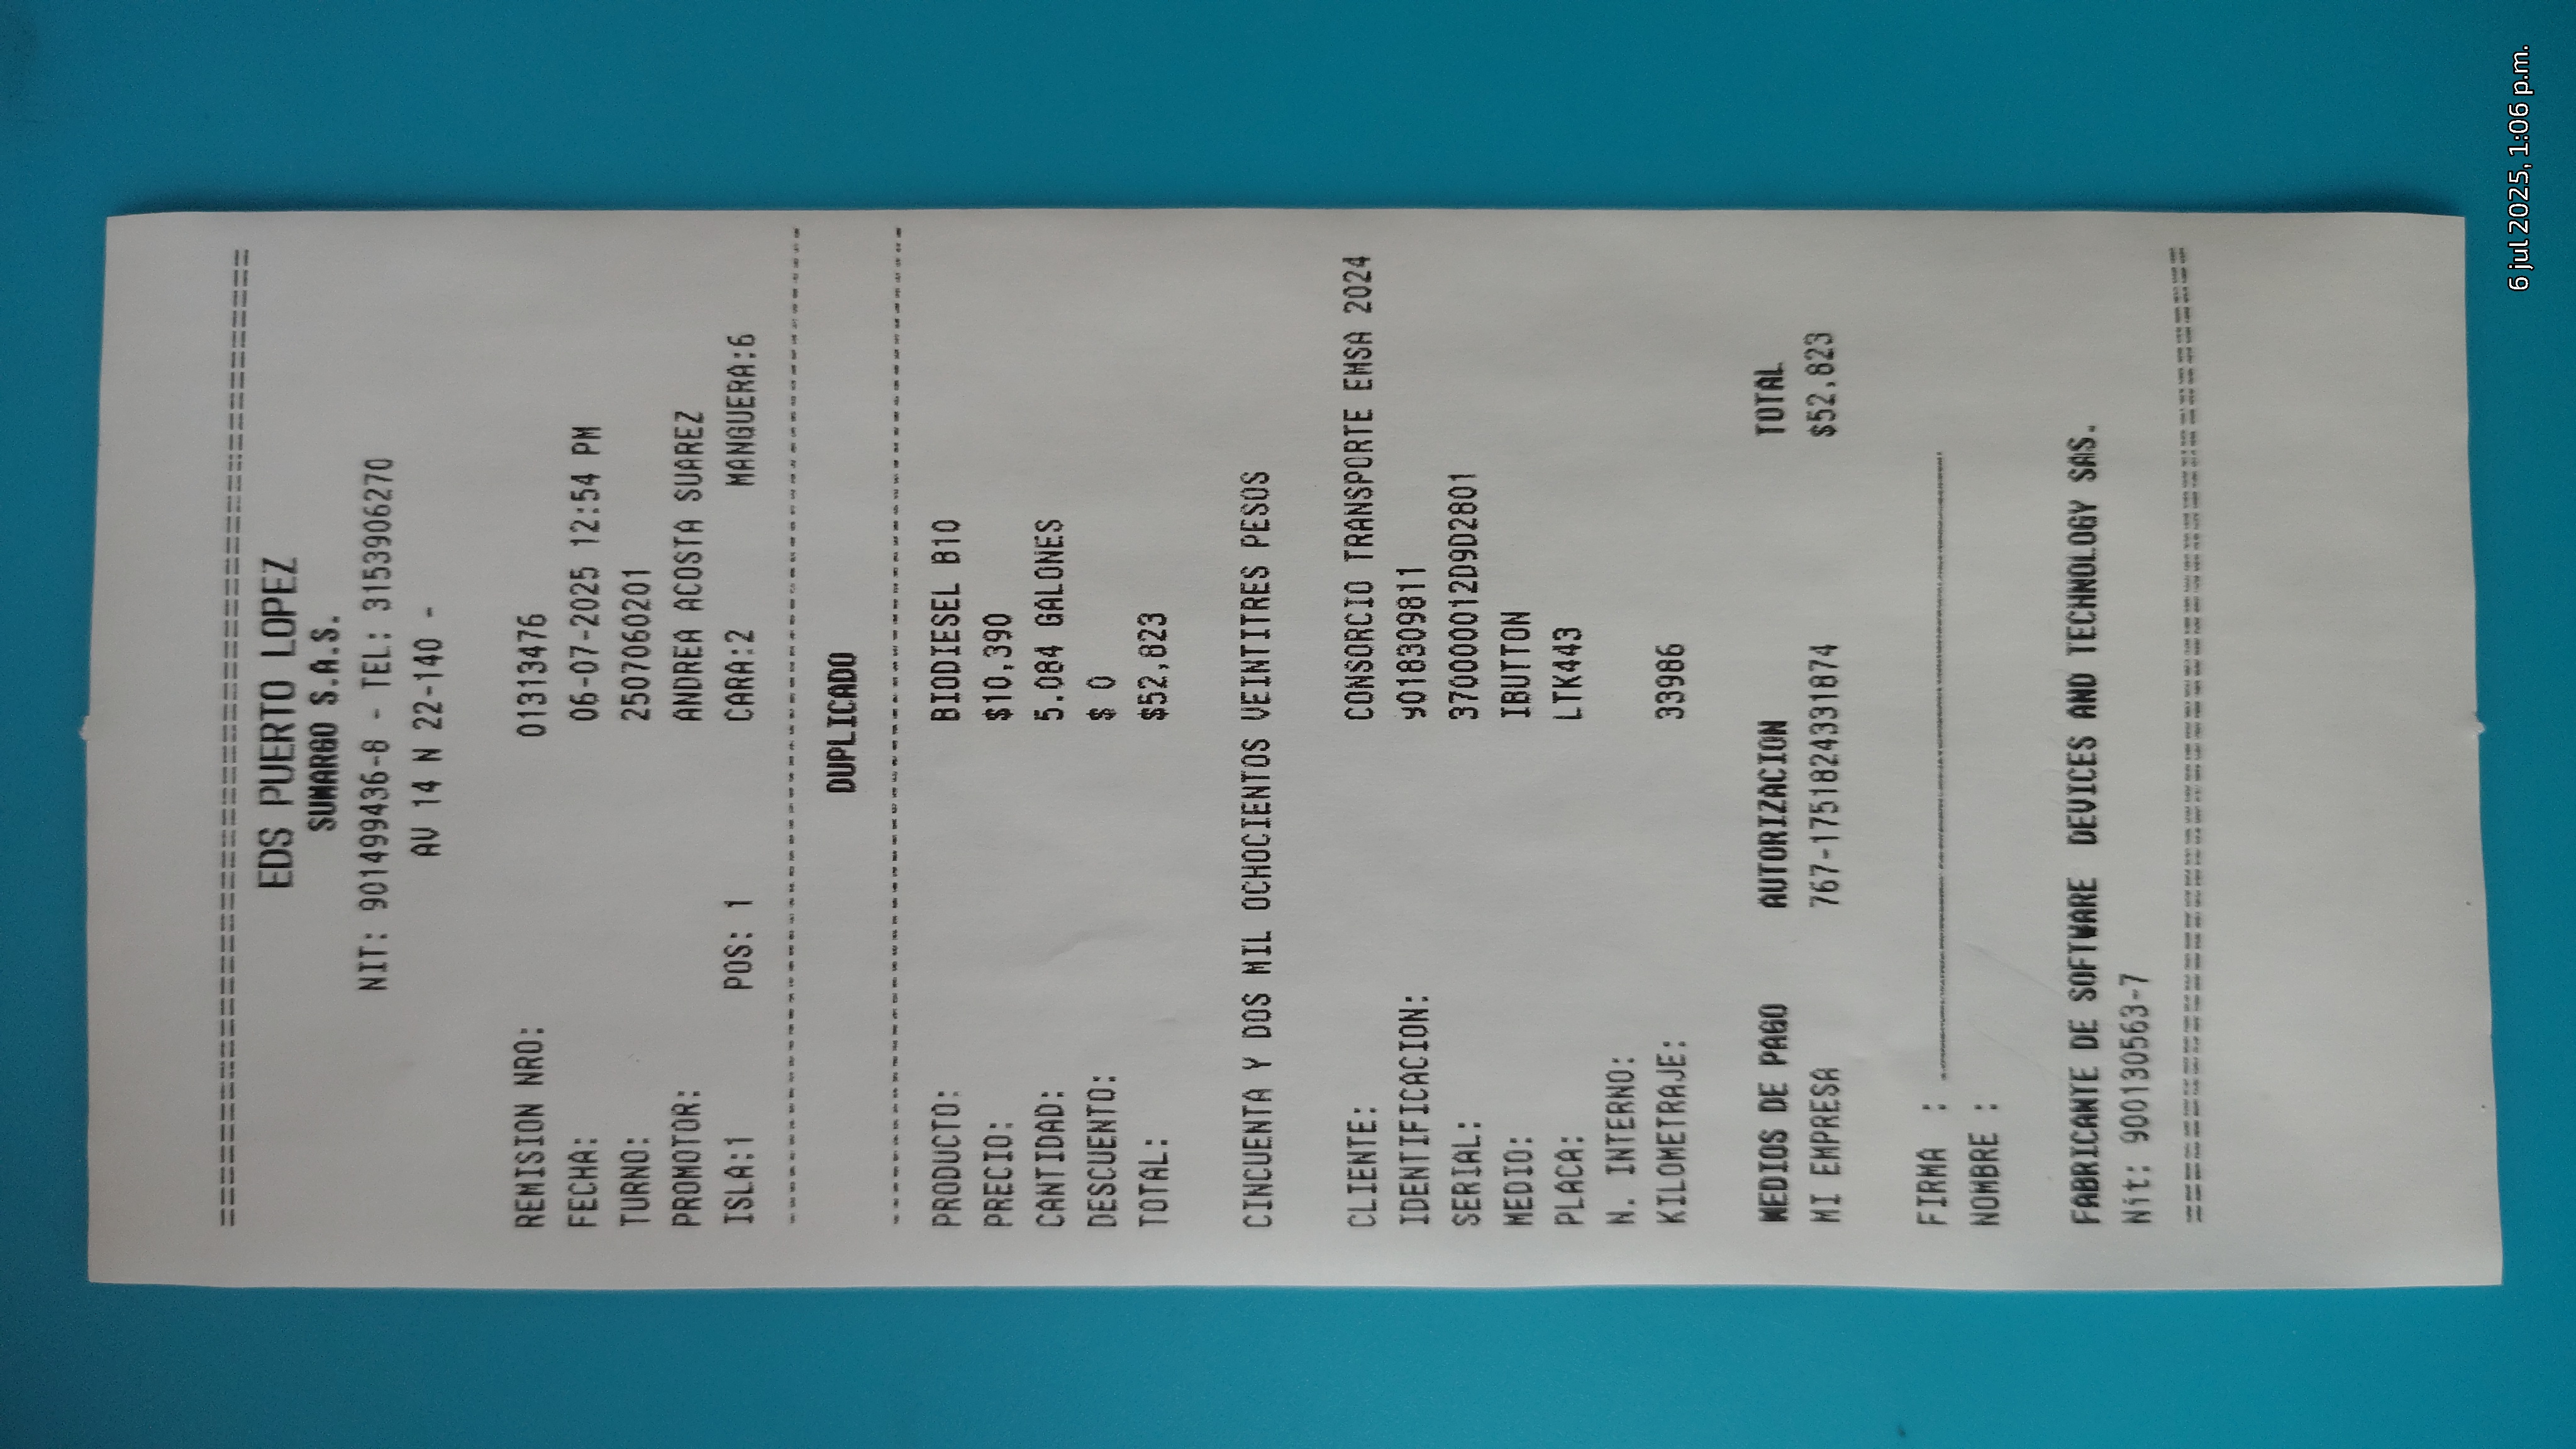 ================================================
EDS PUERTO LOPEZ
SUMARGO S.A.S.
NIT: 901499436-8 - TEL: 3153906270
AV 14 N 22-140 -
REMISION NRO: 01313476
FECHA: 06-07-2025 12:54 PM
TURNO: 2507060201
PROMOTOR: ANDREA ACOSTA SUAREZ
ISLA:1 POS: 1 CARA:2 MANGUERA:6
------------------------------------------------
DUPLICADO
------------------------------------------------
PRODUCTO: BIODIESEL B10
PRECIO: $10,390
CANTIDAD: 5.084 GALONES
DESCUENTO: $ 0
TOTAL: $52,823
CINCUENTA Y DOS MIL OCHOCIENTOS VEINTITRES PESOS
CLIENTE: CONSORCIO TRANSPORTE EMSA 2024
IDENTIFICACION: 9018309811
SERIAL: 370000012D9D2801
MEDIO: IBUTTON
PLACA: LTK443
N. INTERNO:
KILOMETRAJE: 33986
MEDIOS DE PAGO AUTORIZACION TOTAL
MI EMPRESA 767-1751824331874 $52,823
FIRMA : ______________________________
NOMBRE :
FABRICANTE DE SOFTWARE DEVICES AND TECHNOLOGY SAS.
Nit: 900130563-7
================================================
6 jul 2025, 1:06 p.m.